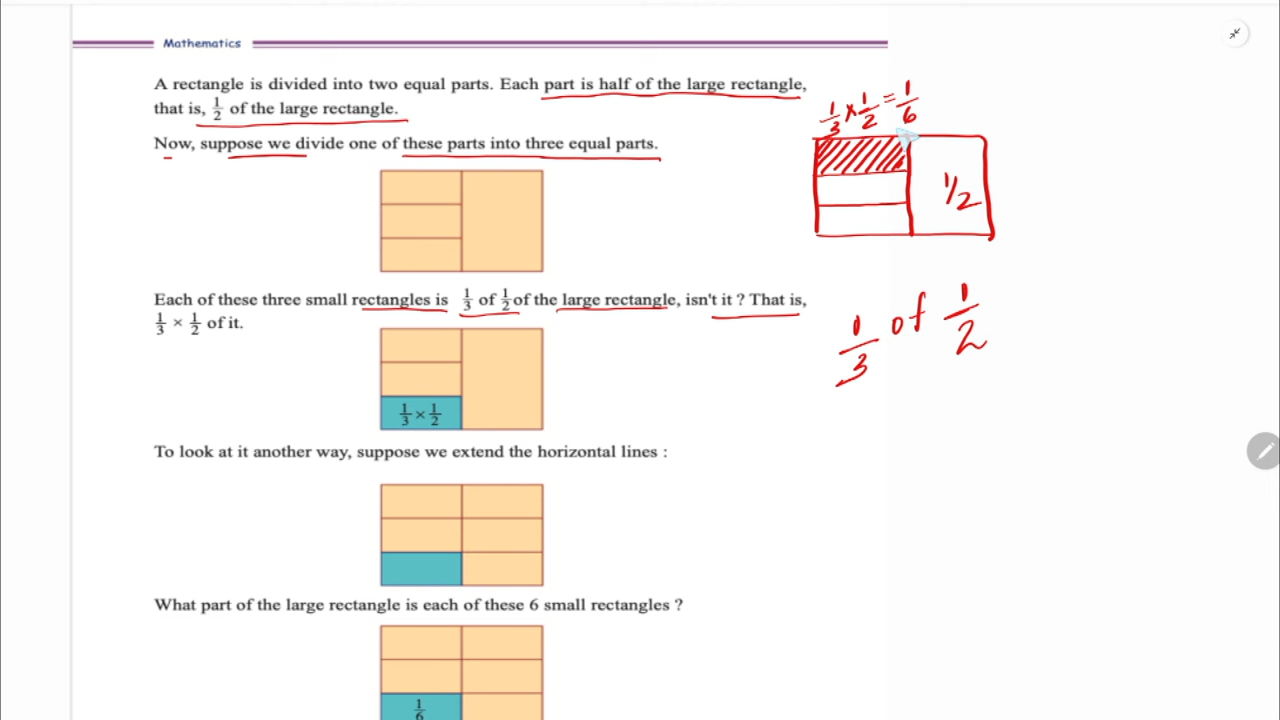 Mathematics
A rectangle is divided into two equal parts. Each part is half of the large rectangle,
that is, 1/2 of the large rectangle.
Now, suppose we divide one of these parts into three equal parts.
1/3 × 1/2 = 1/6
1/2
Each of these three small rectangles is 1/3 of 1/2 of the large rectangle, isn't it ? That is,
1/3 × 1/2 of it.
1/3 of 1/2
1/3 × 1/2
To look at it another way, suppose we extend the horizontal lines :
What part of the large rectangle is each of these 6 small rectangles ?
1/6